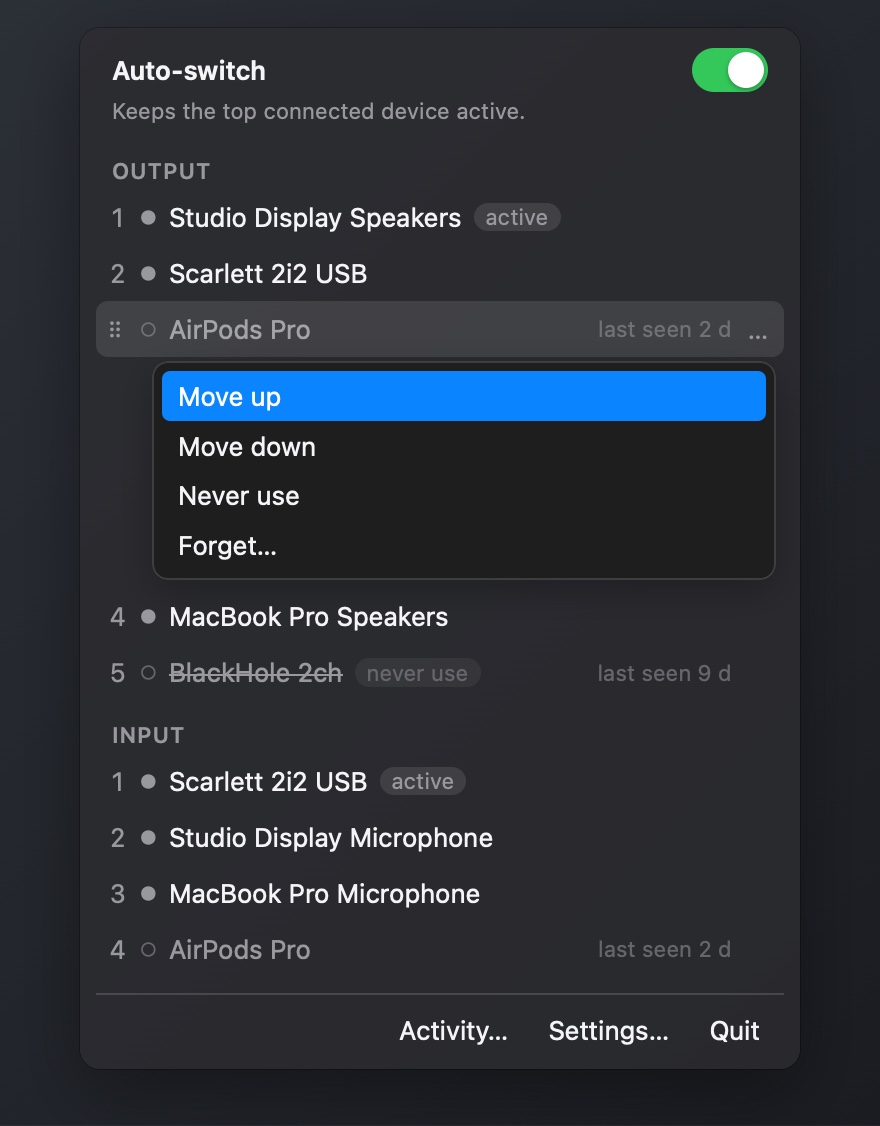 Auto-switch
Keeps the top connected device active.
OUTPUT
1 Studio Display Speakers active
2 Scarlett 2i2 USB
AirPods Pro last seen 2 d ...
Move up
Move down
Never use
Forget...
4 MacBook Pro Speakers
5 BlackHole 2ch never use last seen 9 d
INPUT
1 Scarlett 2i2 USB active
2 Studio Display Microphone
3 MacBook Pro Microphone
4 AirPods Pro last seen 2 d
Activity... Settings... Quit